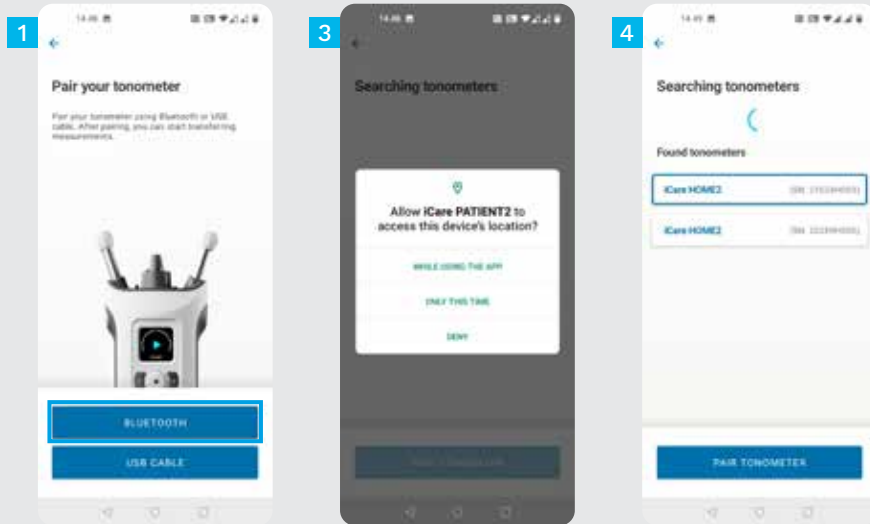 1
14.46
Pair your tonometer
Pair your tonometer using Bluetooth or USB
cable. After pairing, you can start transferring
measurements.
BLUETOOTH
USB CABLE
3
14.46
Searching tonometers
Allow iCare PATIENT2 to
access this device's location?
WHILE USING THE APP
ONLY THIS TIME
DENY
4
Searching tonometers
Found tonometers
iCare HOME2
iCare HOME2
PAIR TONOMETER